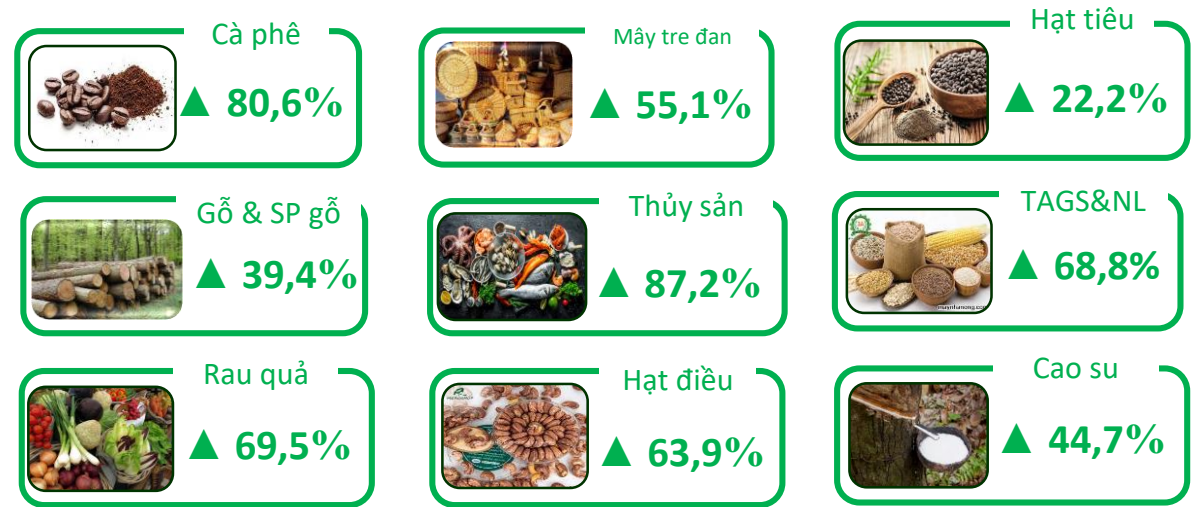 Cà phê
▲ 80,6%
Mây tre đan
▲ 55,1%
Hạt tiêu
▲ 22,2%
Gỗ & SP gỗ
▲ 39,4%
Thủy sản
▲ 87,2%
TAGS&NL
▲ 68,8%
Rau quả
▲ 69,5%
Hạt điều
▲ 63,9%
Cao su
▲ 44,7%